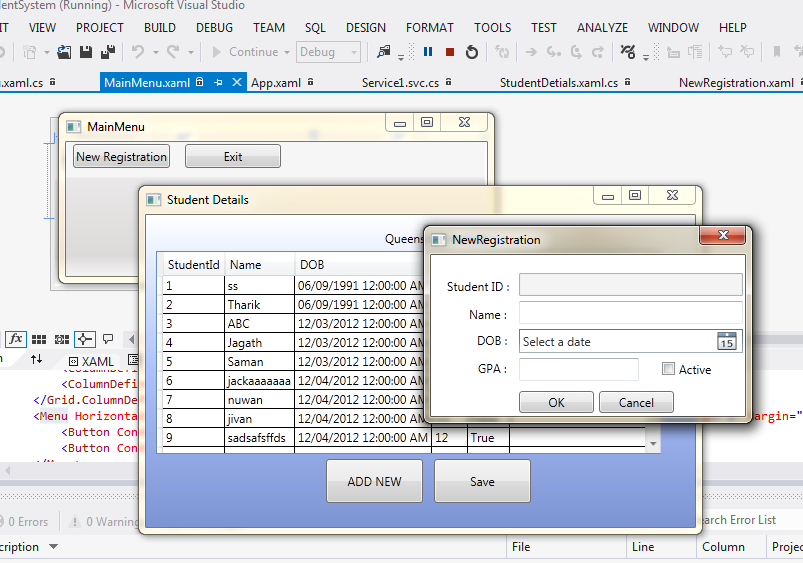 dentSystem (Running) - Microsoft Visual Studio
VIEW PROJECT BUILD DEBUG TEAM SQL DESIGN FORMAT TOOLS TEST ANALYZE WINDOW HELP
Continue Debug
u.xaml.cs MainMenu.xaml App.xaml Service1.svc.cs StudentDetials.xaml.cs NewRegistration.xaml
MainMenu
New Registration Exit
Student Details
Queens
StudentId Name DOB
1 ss 06/09/1991 12:00:00 AM
2 Tharik 06/09/1991 12:00:00 AM
3 ABC 12/03/2012 12:00:00 AM
4 Jagath 12/03/2012 12:00:00 AM
5 Saman 12/03/2012 12:00:00 AM
6 jackaaaaaaa 12/04/2012 12:00:00 AM
7 nuwan 12/04/2012 12:00:00 AM
8 jivan 12/04/2012 12:00:00 AM
9 sadsafsffds 12/04/2012 12:00:00 AM 12 True
ADD NEW Save
NewRegistration
Student ID :
Name :
DOB : Select a date 15
GPA : Active
OK Cancel
fx
XAML
<ColumnDefi
<ColumnDefi
</Grid.ColumnDe
<Menu Horizonta
Margin="
<Button Con
<Button Con
0 Errors 0 Warning
earch Error List
cription File Line Column Projec